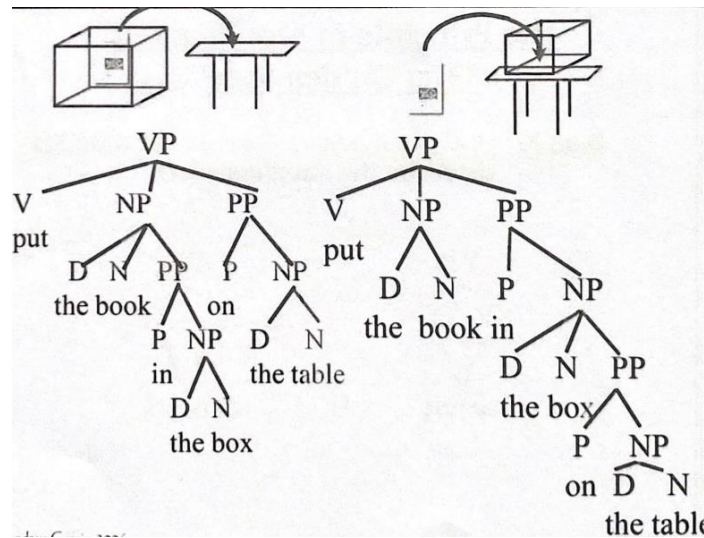 VP VP
V NP PP V NP PP
put put
D N PP P NP D N P NP
the book on the book in
P NP D N D N PP
in the table the box
D N P NP
the box on D N
the table